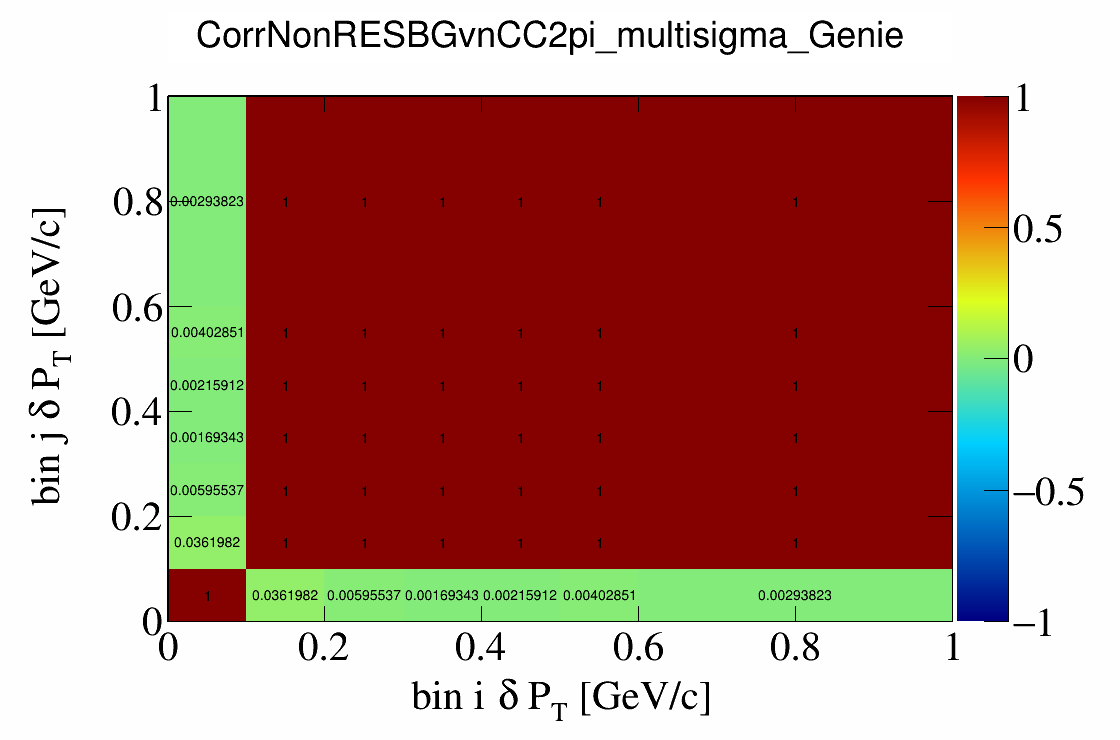 CorrNonRESBGvnCC2pi_multisigma_Genie
bin j δ P_T [GeV/c]
1
0.8
0.6
0.4
0.2
0
0.00293823 1 1 1 1 1 1
0.00402851 1 1 1 1 1 1
0.00215912 1 1 1 1 1 1
0.00169343 1 1 1 1 1 1
0.00595537 1 1 1 1 1 1
0.0361982 1 1 1 1 1 1
1 0.0361982 0.00595537 0.00169343 0.00215912 0.00402851 0.00293823
0 0.2 0.4 0.6 0.8 1
bin i δ P_T [GeV/c]
1
0.5
0
−0.5
−1